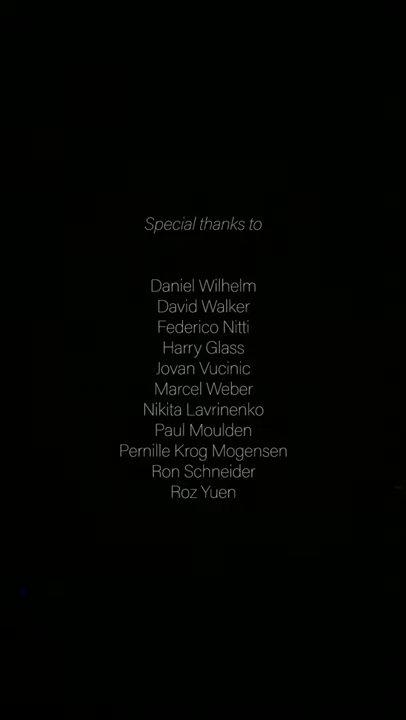 Special thanks to
Daniel Wilhelm
David Walker
Federico Nitti
Harry Glass
Jovan Vucinic
Marcel Weber
Nikita Lavrinenko
Paul Moulden
Pernille Krog Mogensen
Ron Schneider
Roz Yuen